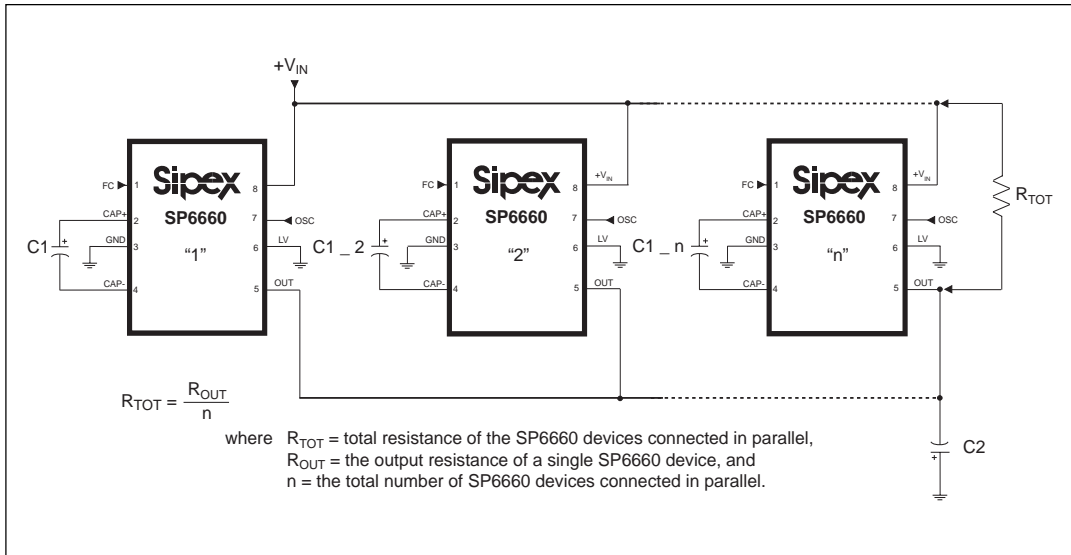 +VIN
Sipex
SP6660
"1"
FC
1
CAP+
2
GND
3
CAP-
4
8
7
OSC
6
LV
5
OUT
C1
Sipex
SP6660
"2"
FC
1
CAP+
2
GND
3
CAP-
4
8
+VIN
7
OSC
6
LV
5
OUT
C1 _ 2
Sipex
SP6660
"n"
FC
1
CAP+
2
GND
3
CAP-
4
8
+VIN
7
OSC
6
LV
5
OUT
C1 _ n
RTOT
+
+
+
C2
+
RTOT = ROUT
n
where RTOT = total resistance of the SP6660 devices connected in parallel,
ROUT = the output resistance of a single SP6660 device, and
n = the total number of SP6660 devices connected in parallel.